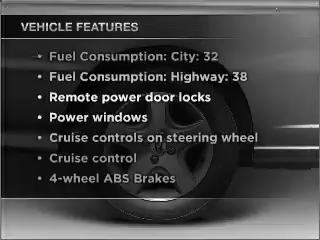 VEHICLE FEATURES
• Fuel Consumption: City: 32
• Fuel Consumption: Highway: 38
• Remote power door locks
• Power windows
• Cruise controls on steering wheel
• Cruise control
• 4-wheel ABS Brakes